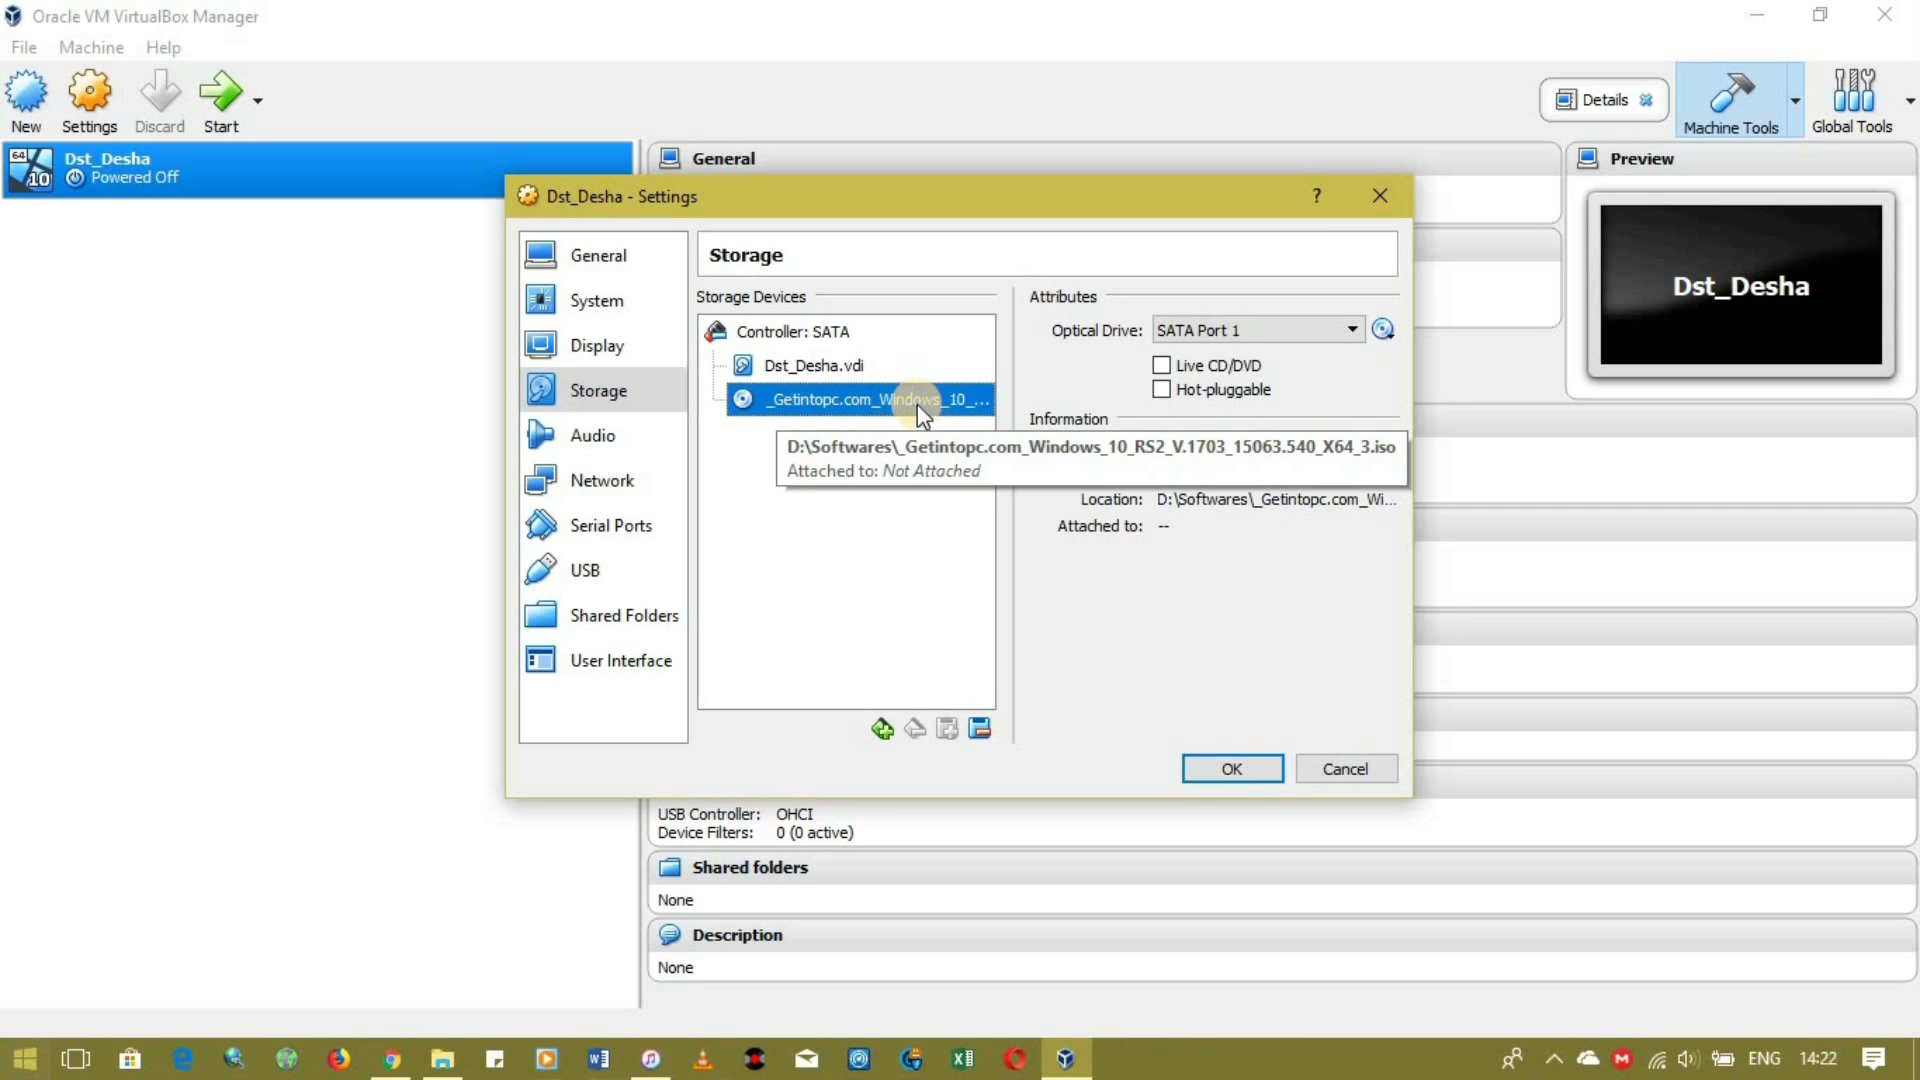 Oracle VM VirtualBox Manager
File Machine Help
New Settings Discard Start
Details
Machine Tools Global Tools
64
10
Dst_Desha
Powered Off
General
Preview
Dst_Desha
Dst_Desha - Settings
?
General
System
Display
Storage
Audio
Network
Serial Ports
USB
Shared Folders
User Interface
Storage
Storage Devices
Controller: SATA
Dst_Desha.vdi
_Getintopc.com_Windows_10_...
Attributes
Optical Drive: SATA Port 1
Live CD/DVD
Hot-pluggable
Information
D:\Softwares\_Getintopc.com_Windows_10_RS2_V.1703_15063.540_X64_3.iso
Attached to: Not Attached
Location: D:\Softwares\_Getintopc.com_Wi...
Attached to: --
OK Cancel
USB Controller: OHCI
Device Filters: 0 (0 active)
Shared folders
None
Description
None
ENG 14:22